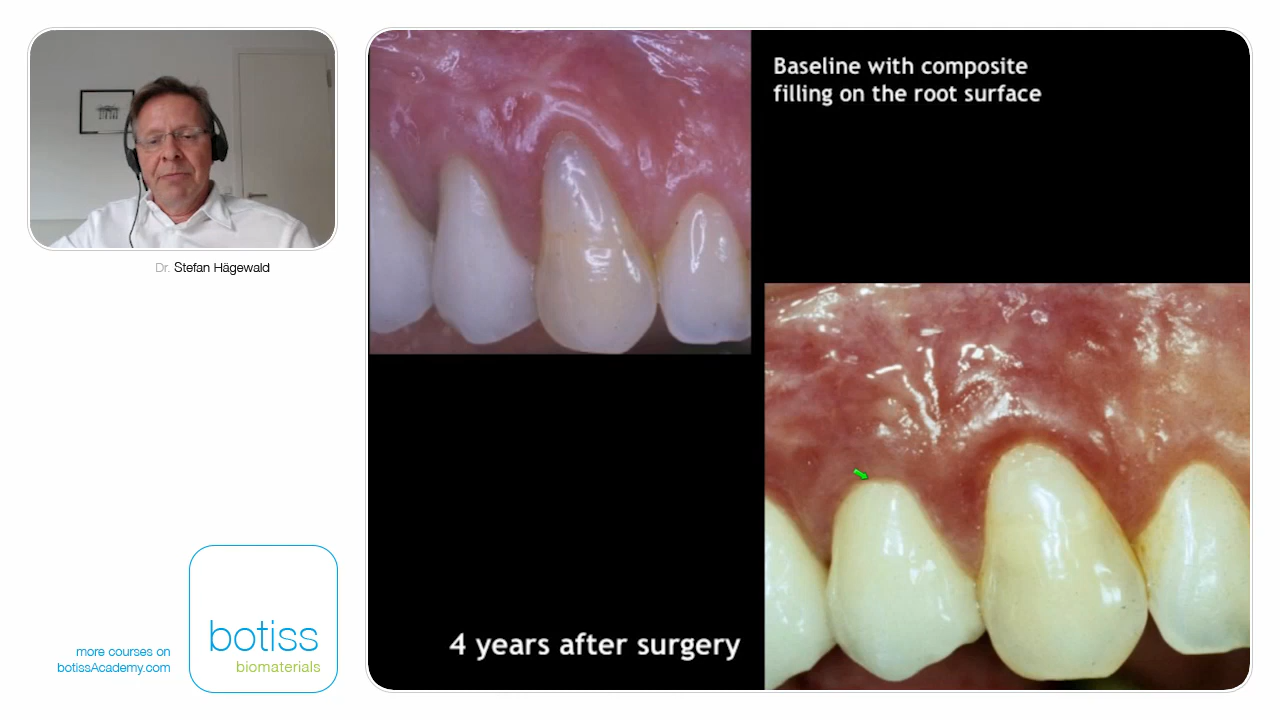 Dr. Stefan Hägewald
Baseline with composite
filling on the root surface
4 years after surgery
more courses on
botissAcademy.com
botiss
biomaterials